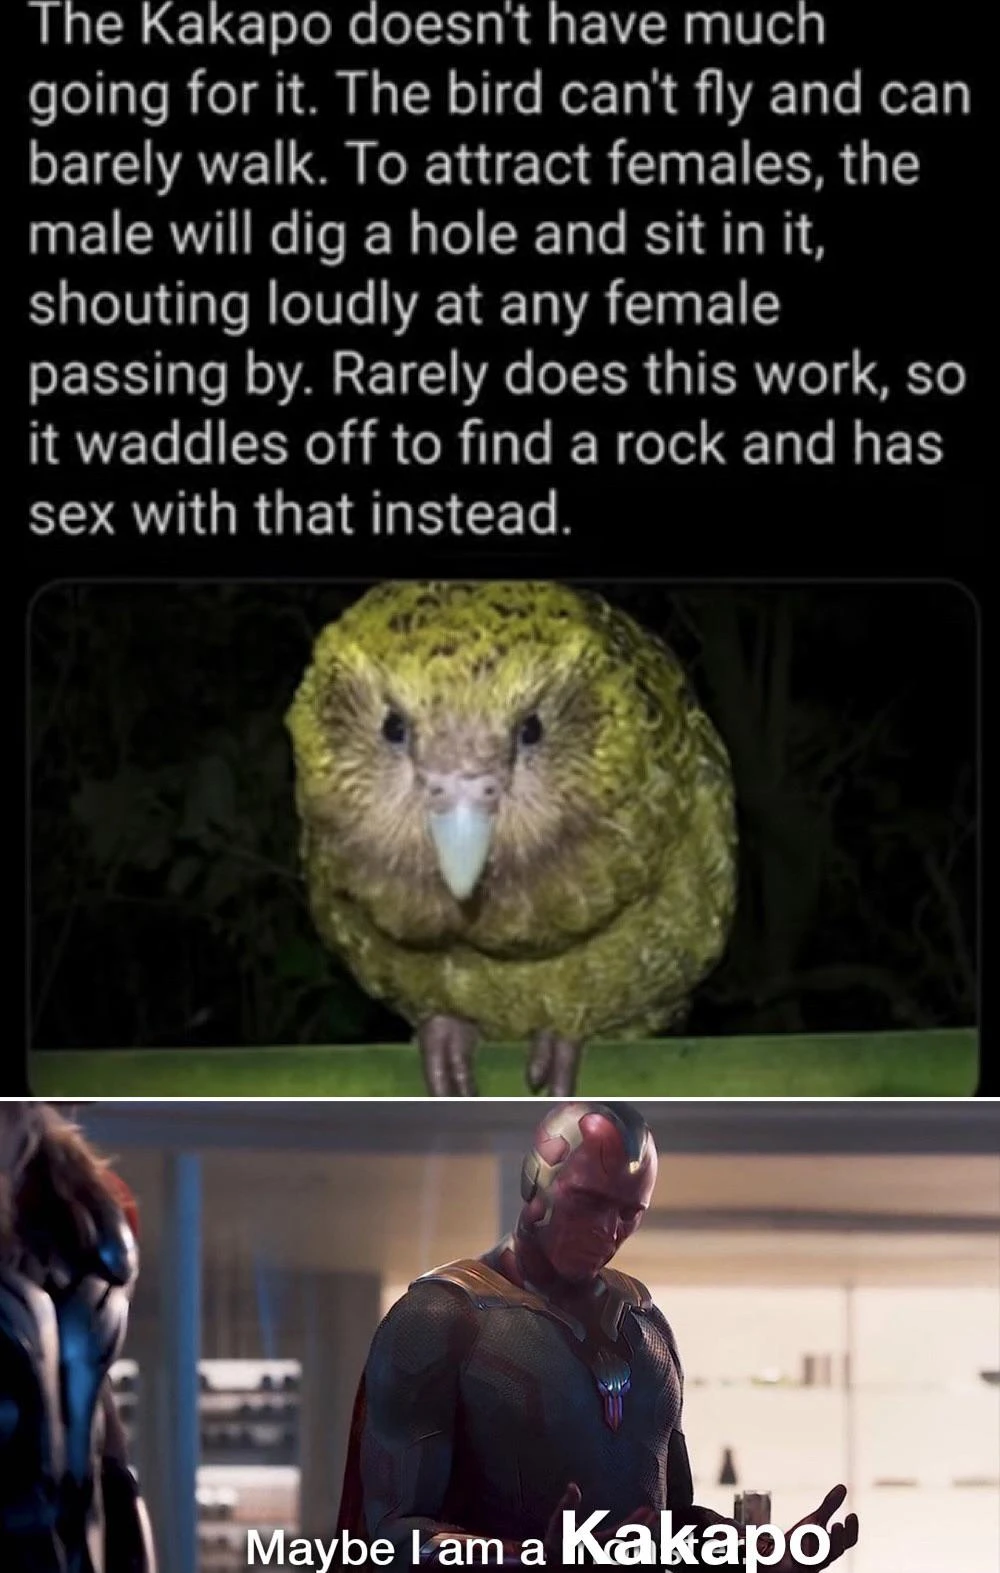 The Kakapo doesn't have much
going for it. The bird can't fly and can
barely walk. To attract females, the
male will dig a hole and sit in it,
shouting loudly at any female
passing by. Rarely does this work, so
it waddles off to find a rock and has
sex with that instead.
Maybe I am a Kakapo